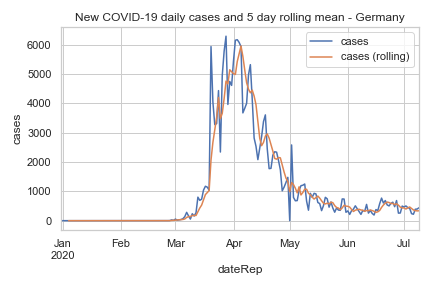 New COVID-19 daily cases and 5 day rolling mean - Germany
cases
cases (rolling)
6000
5000
4000
3000
2000
1000
0
cases
Jan Feb Mar Apr May Jun Jul
2020
dateRep